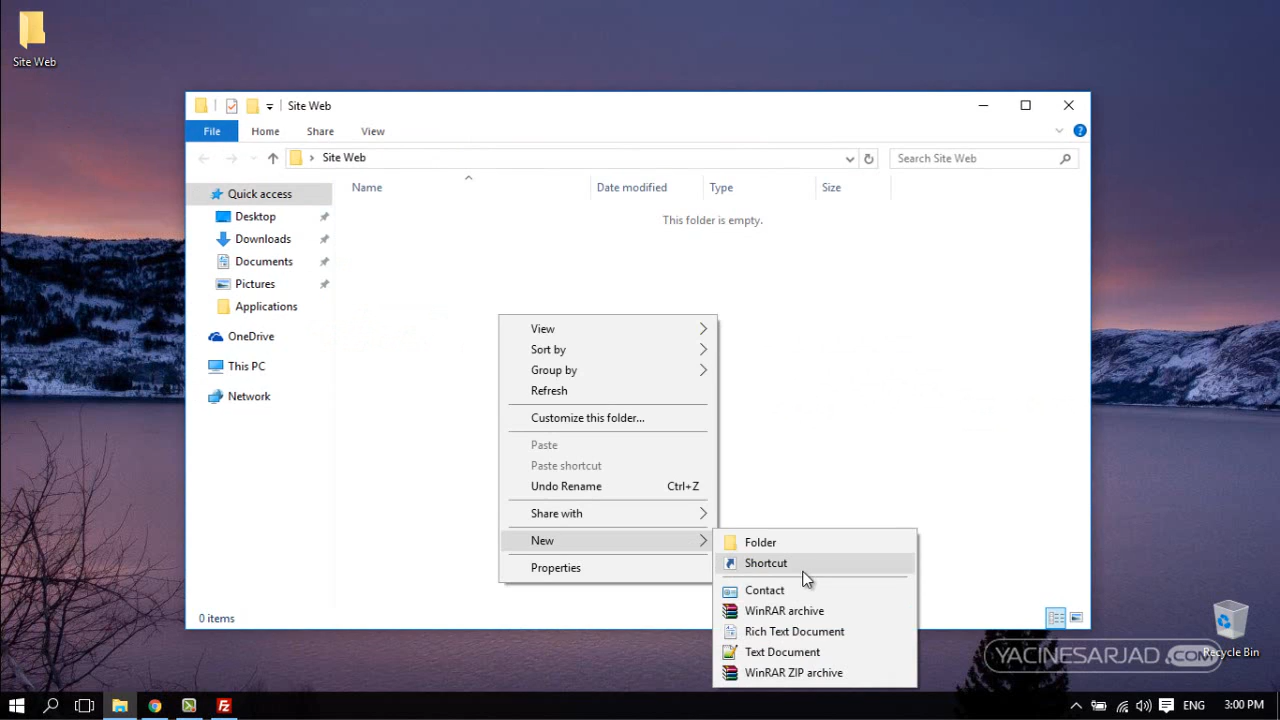 Site Web
Site Web
File Home Share View
Site Web
Search Site Web
Name Date modified Type Size
This folder is empty.
Quick access
Desktop
Downloads
Documents
Pictures
Applications
OneDrive
This PC
Network
View
Sort by
Group by
Refresh
Customize this folder...
Paste
Paste shortcut
Undo Rename Ctrl+Z
Share with
New
Properties
Folder
Shortcut
Contact
WinRAR archive
Rich Text Document
Text Document
WinRAR ZIP archive
0 items
Recycle Bin
YACINESARJAD.COM
ENG 3:00 PM